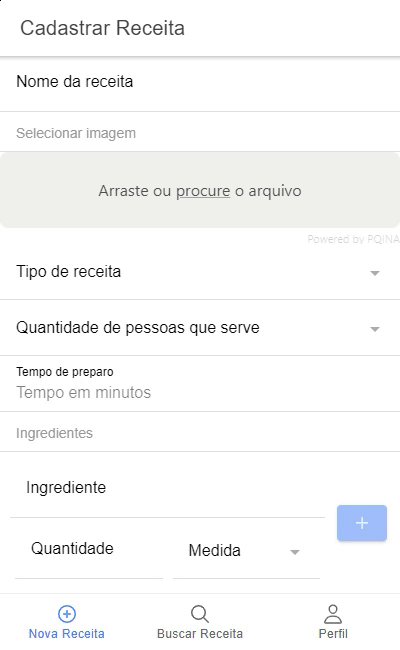 Cadastrar Receita
Nome da receita
Selecionar imagem
Arraste ou procure o arquivo
Powered by PQINA
Tipo de receita
Quantidade de pessoas que serve
Tempo de preparo
Tempo em minutos
Ingredientes
Ingrediente
+
Quantidade Medida
Nova Receita Buscar Receita Perfil